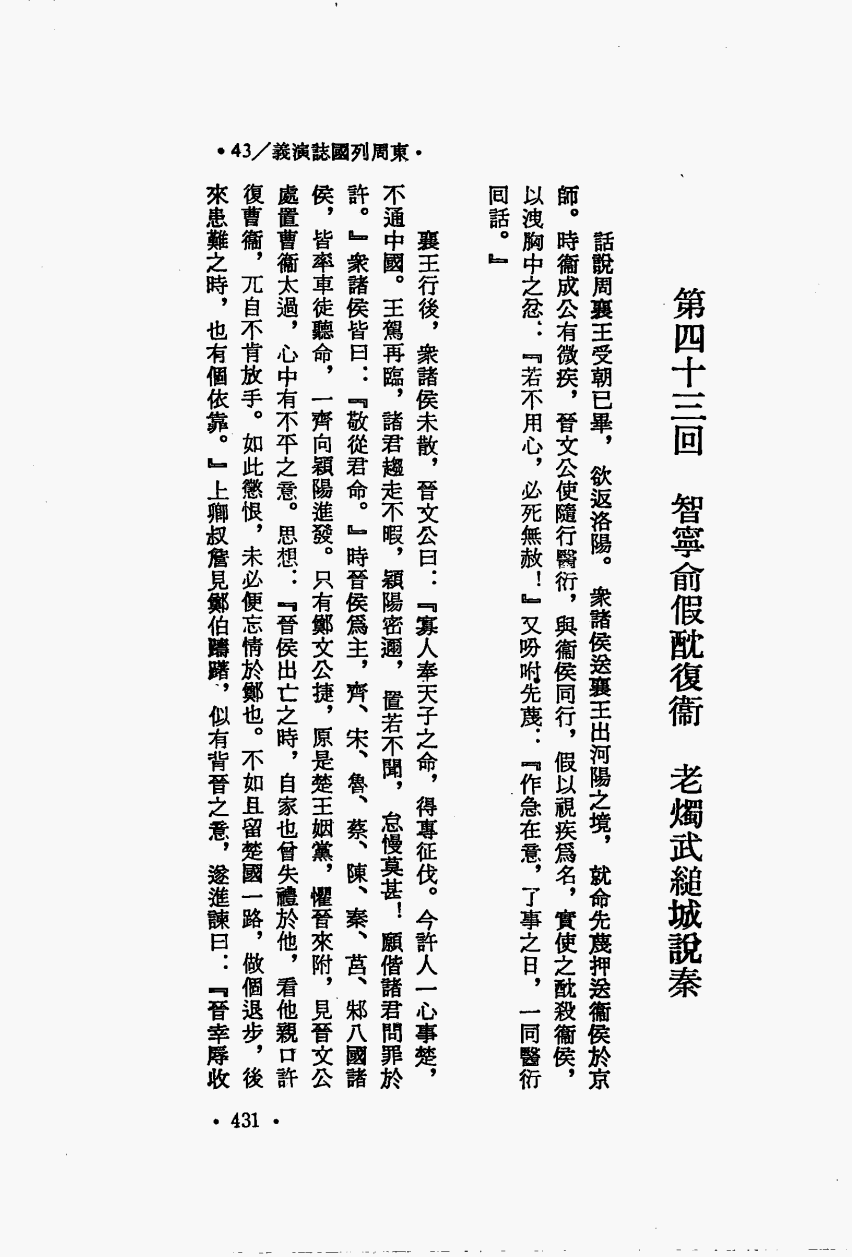 •東周列國誌演義/43•
第四十三回　智寧俞假酖復衞　老燭武縋城說秦
話說周襄王受朝已畢，欲返洛陽。衆諸侯送襄王出河陽之境，就命先蔑押送衞侯於京
師。時衞成公有微疾，晉文公使隨行醫衍，與衞侯同行，假以視疾爲名，實使之酖殺衞侯，
以洩胸中之忿：『若不用心，必死無赦！』又吩咐先蔑：『作急在意，了事之日，一同醫衍
回話。』
襄王行後，衆諸侯未散，晉文公曰：『寡人奉天子之命，得專征伐。今許人一心事楚，
不通中國。王駕再臨，諸君趨走不暇，潁陽密邇，置若不聞，怠慢莫甚！願偕諸君問罪於
許。』衆諸侯皆曰：『敬從君命。』時晉侯爲主，齊、宋、魯、蔡、陳、秦、莒、邾八國諸
侯，皆率車徒聽命，一齊向潁陽進發。只有鄭文公捷，原是楚王姻黨，懼晉來附，見晉文公
處置曹衞太過，心中有不平之意。思想：『晉侯出亡之時，自家也曾失禮於他，看他親口許
復曹衞，兀自不肯放手。如此懲恨，未必便忘情於鄭也。不如且留楚國一路，做個退步，後
來患難之時，也有個依靠。』上卿叔詹見鄭伯躊躇，似有背晉之意，遂進諫曰：『晉幸辱收
• 431 •